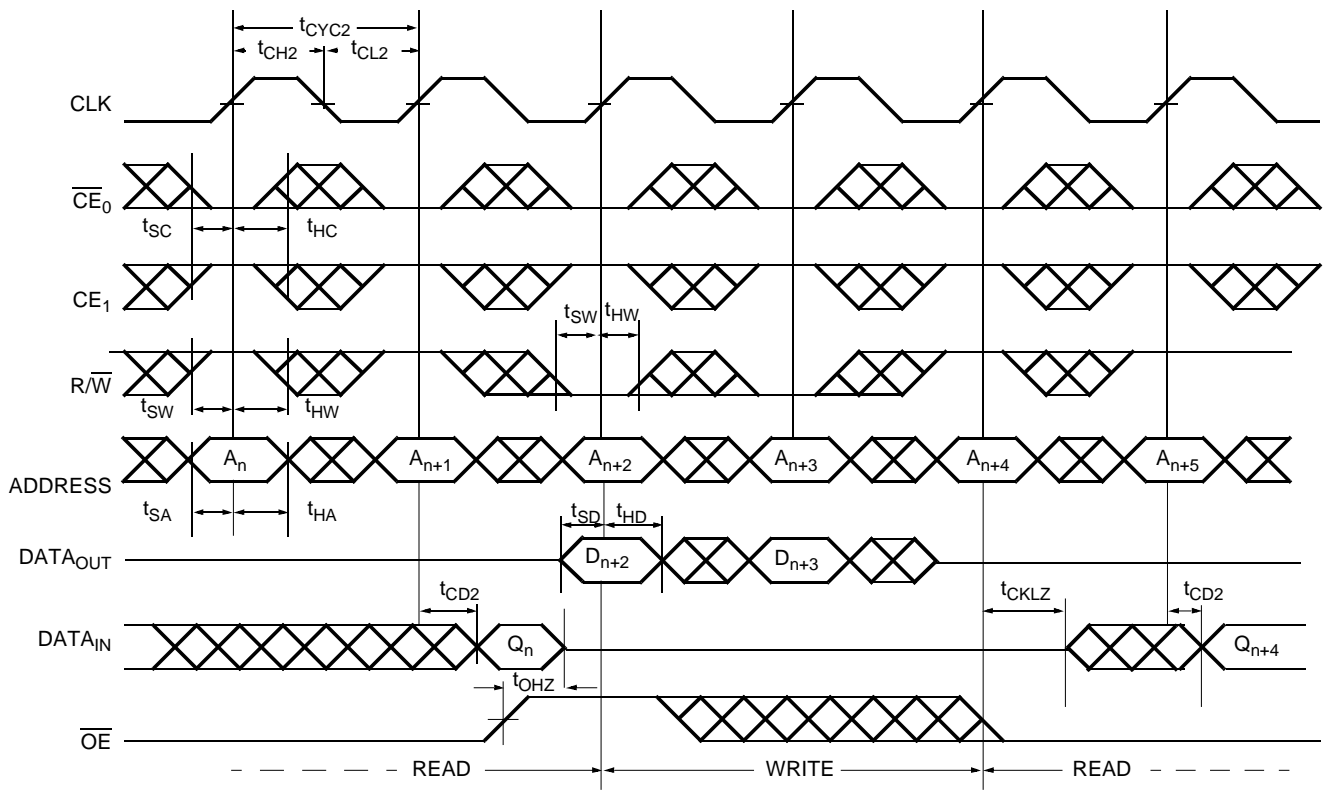 tCYC2
tCH2 tCL2
CLK
CE0
tSC tHC
CE1
tSW tHW
R/W
tSW tHW
An An+1 An+2 An+3 An+4 An+5
ADDRESS
tSA tHA tSD tHD
DATAOUT Dn+2 Dn+3
tCD2 tCKLZ tCD2
DATAIN Qn Qn+4
tOHZ
OE
READ WRITE READ